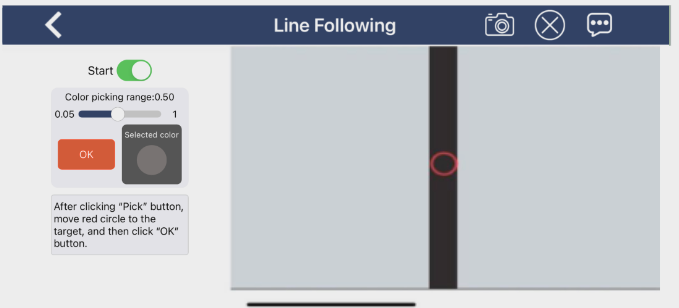 Line Following
Start
Color picking range:0.50
0.05
1
OK
Selected color
After clicking "Pick" button,
move red circle to the
target, and then click "OK"
button.